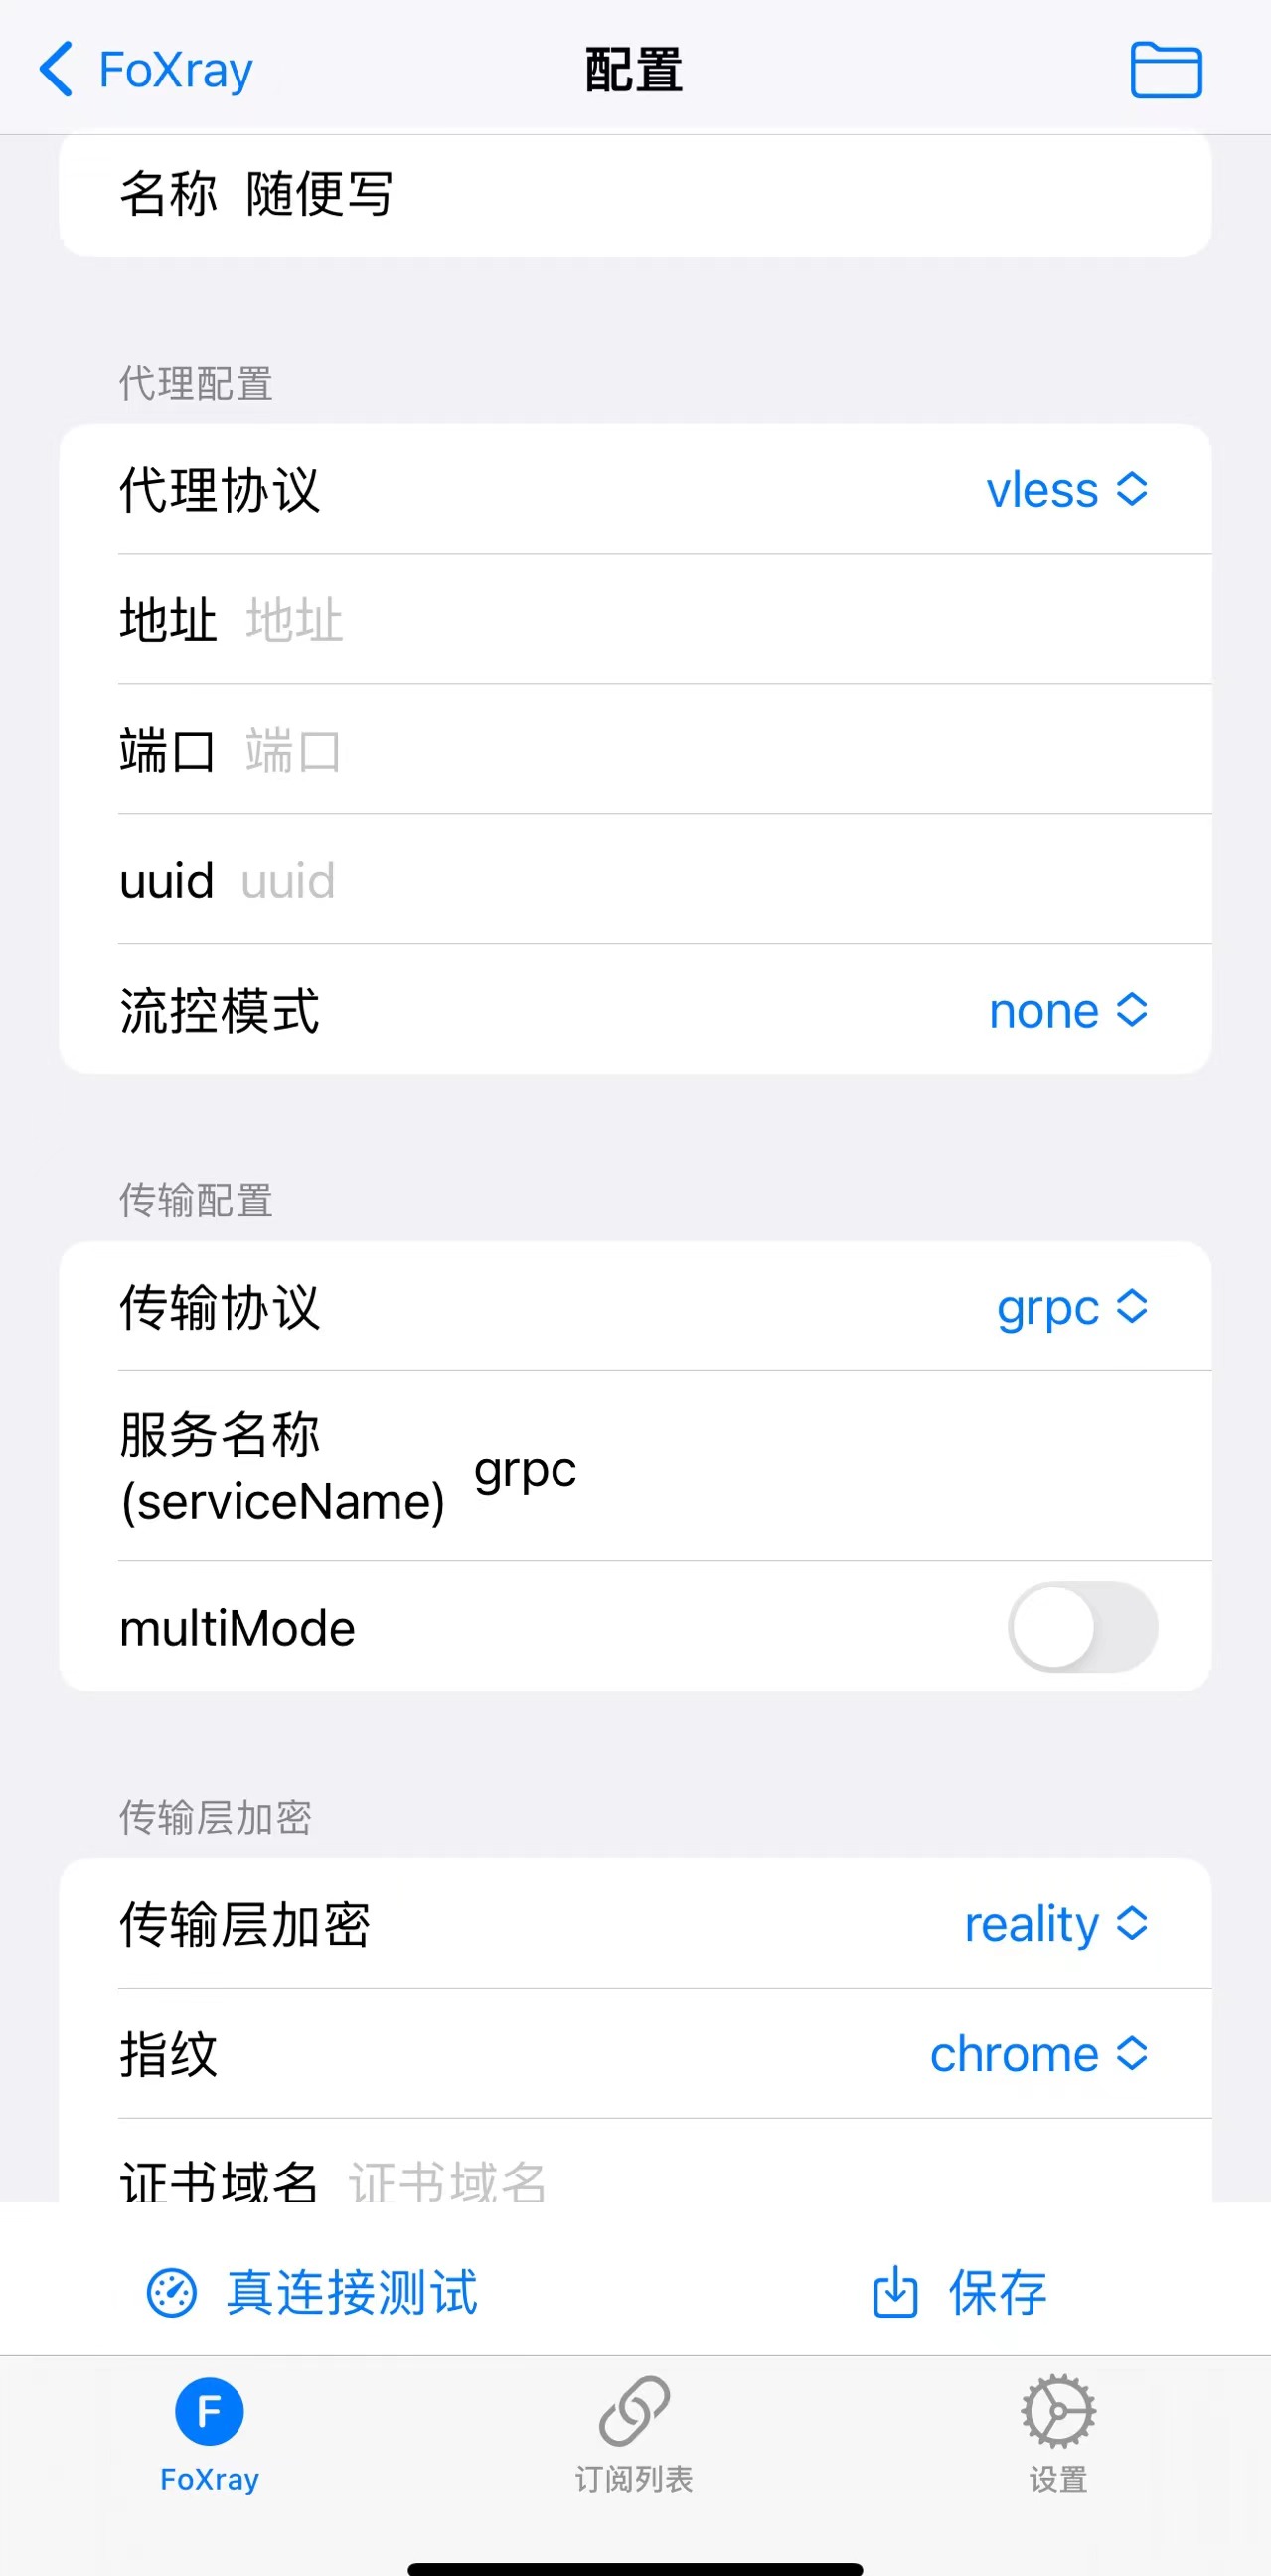 FoXray
配置
名称 随便写
代理配置
代理协议 vless
地址 地址
端口 端口
uuid uuid
流控模式 none
传输配置
传输协议 grpc
服务名称
(serviceName) grpc
multiMode
传输层加密
传输层加密 reality
指纹 chrome
证书域名 证书域名
真连接测试 保存
F
FoXray 订阅列表 设置